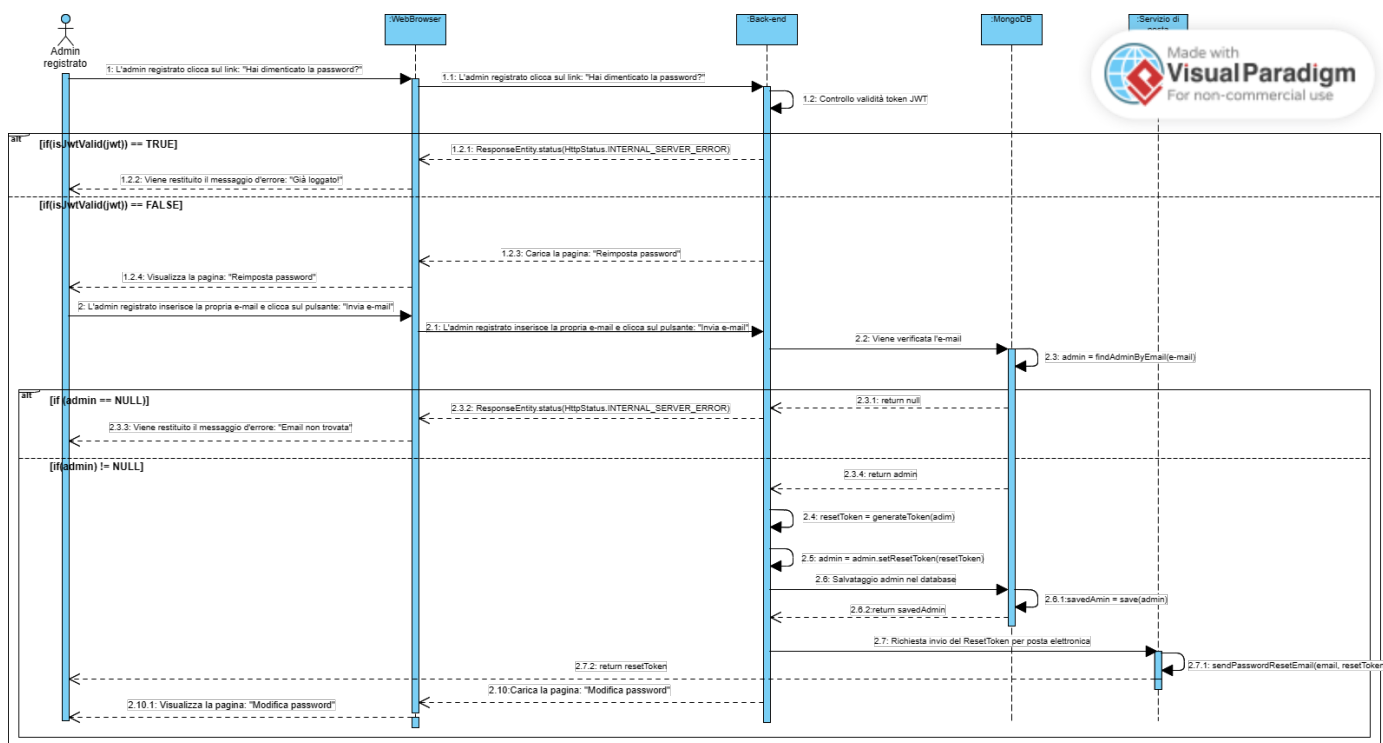 :WebBrowser
:Back-end
:MongoDB
:Servizio di
Admin
registrato
Made with
Visual Paradigm
For non-commercial use
1: L'admin registrato clicca sul link: "Hai dimenticato la password?"
1.1: L'admin registrato clicca sul link: "Hai dimenticato la password?"
1.2: Controllo validità token JWT
alt
[if(isJwtValid(jwt)) == TRUE]
1.2.1: ResponseEntity.status(HttpStatus.INTERNAL_SERVER_ERROR)
1.2.2: Viene restituito il messaggio d'errore: "Già loggato!"
[if(isJwtValid(jwt)) == FALSE]
1.2.3: Carica la pagina: "Reimposta password"
1.2.4: Visualizza la pagina: "Reimposta password"
2: L'admin registrato inserisce la propria e-mail e clicca sul pulsante: "Invia e-mail"
2.1: L'admin registrato inserisce la propria e-mail e clicca sul pulsante: "Invia e-mail"
2.2: Viene verificata l'e-mail
2.3: admin = findAdminByEmail(e-mail)
alt
[if (admin == NULL)]
2.3.1: return null
2.3.2: ResponseEntity.status(HttpStatus.INTERNAL_SERVER_ERROR)
2.3.3: Viene restituito il messaggio d'errore: "Email non trovata"
[if(admin) != NULL]
2.3.4: return admin
2.4: resetToken = generateToken(adim)
2.5: admin = admin.setResetToken(resetToken)
2.6: Salvataggio admin nel database
2.6.1:savedAmin = save(admin)
2.6.2:return savedAdmin
2.7: Richiesta invio del ResetToken per posta elettronica
2.7.1: sendPasswordResetEmail(email, resetToken
2.7.2: return resetToken
2.10:Carica la pagina: "Modifica password"
2.10.1: Visualizza la pagina: "Modifica password"